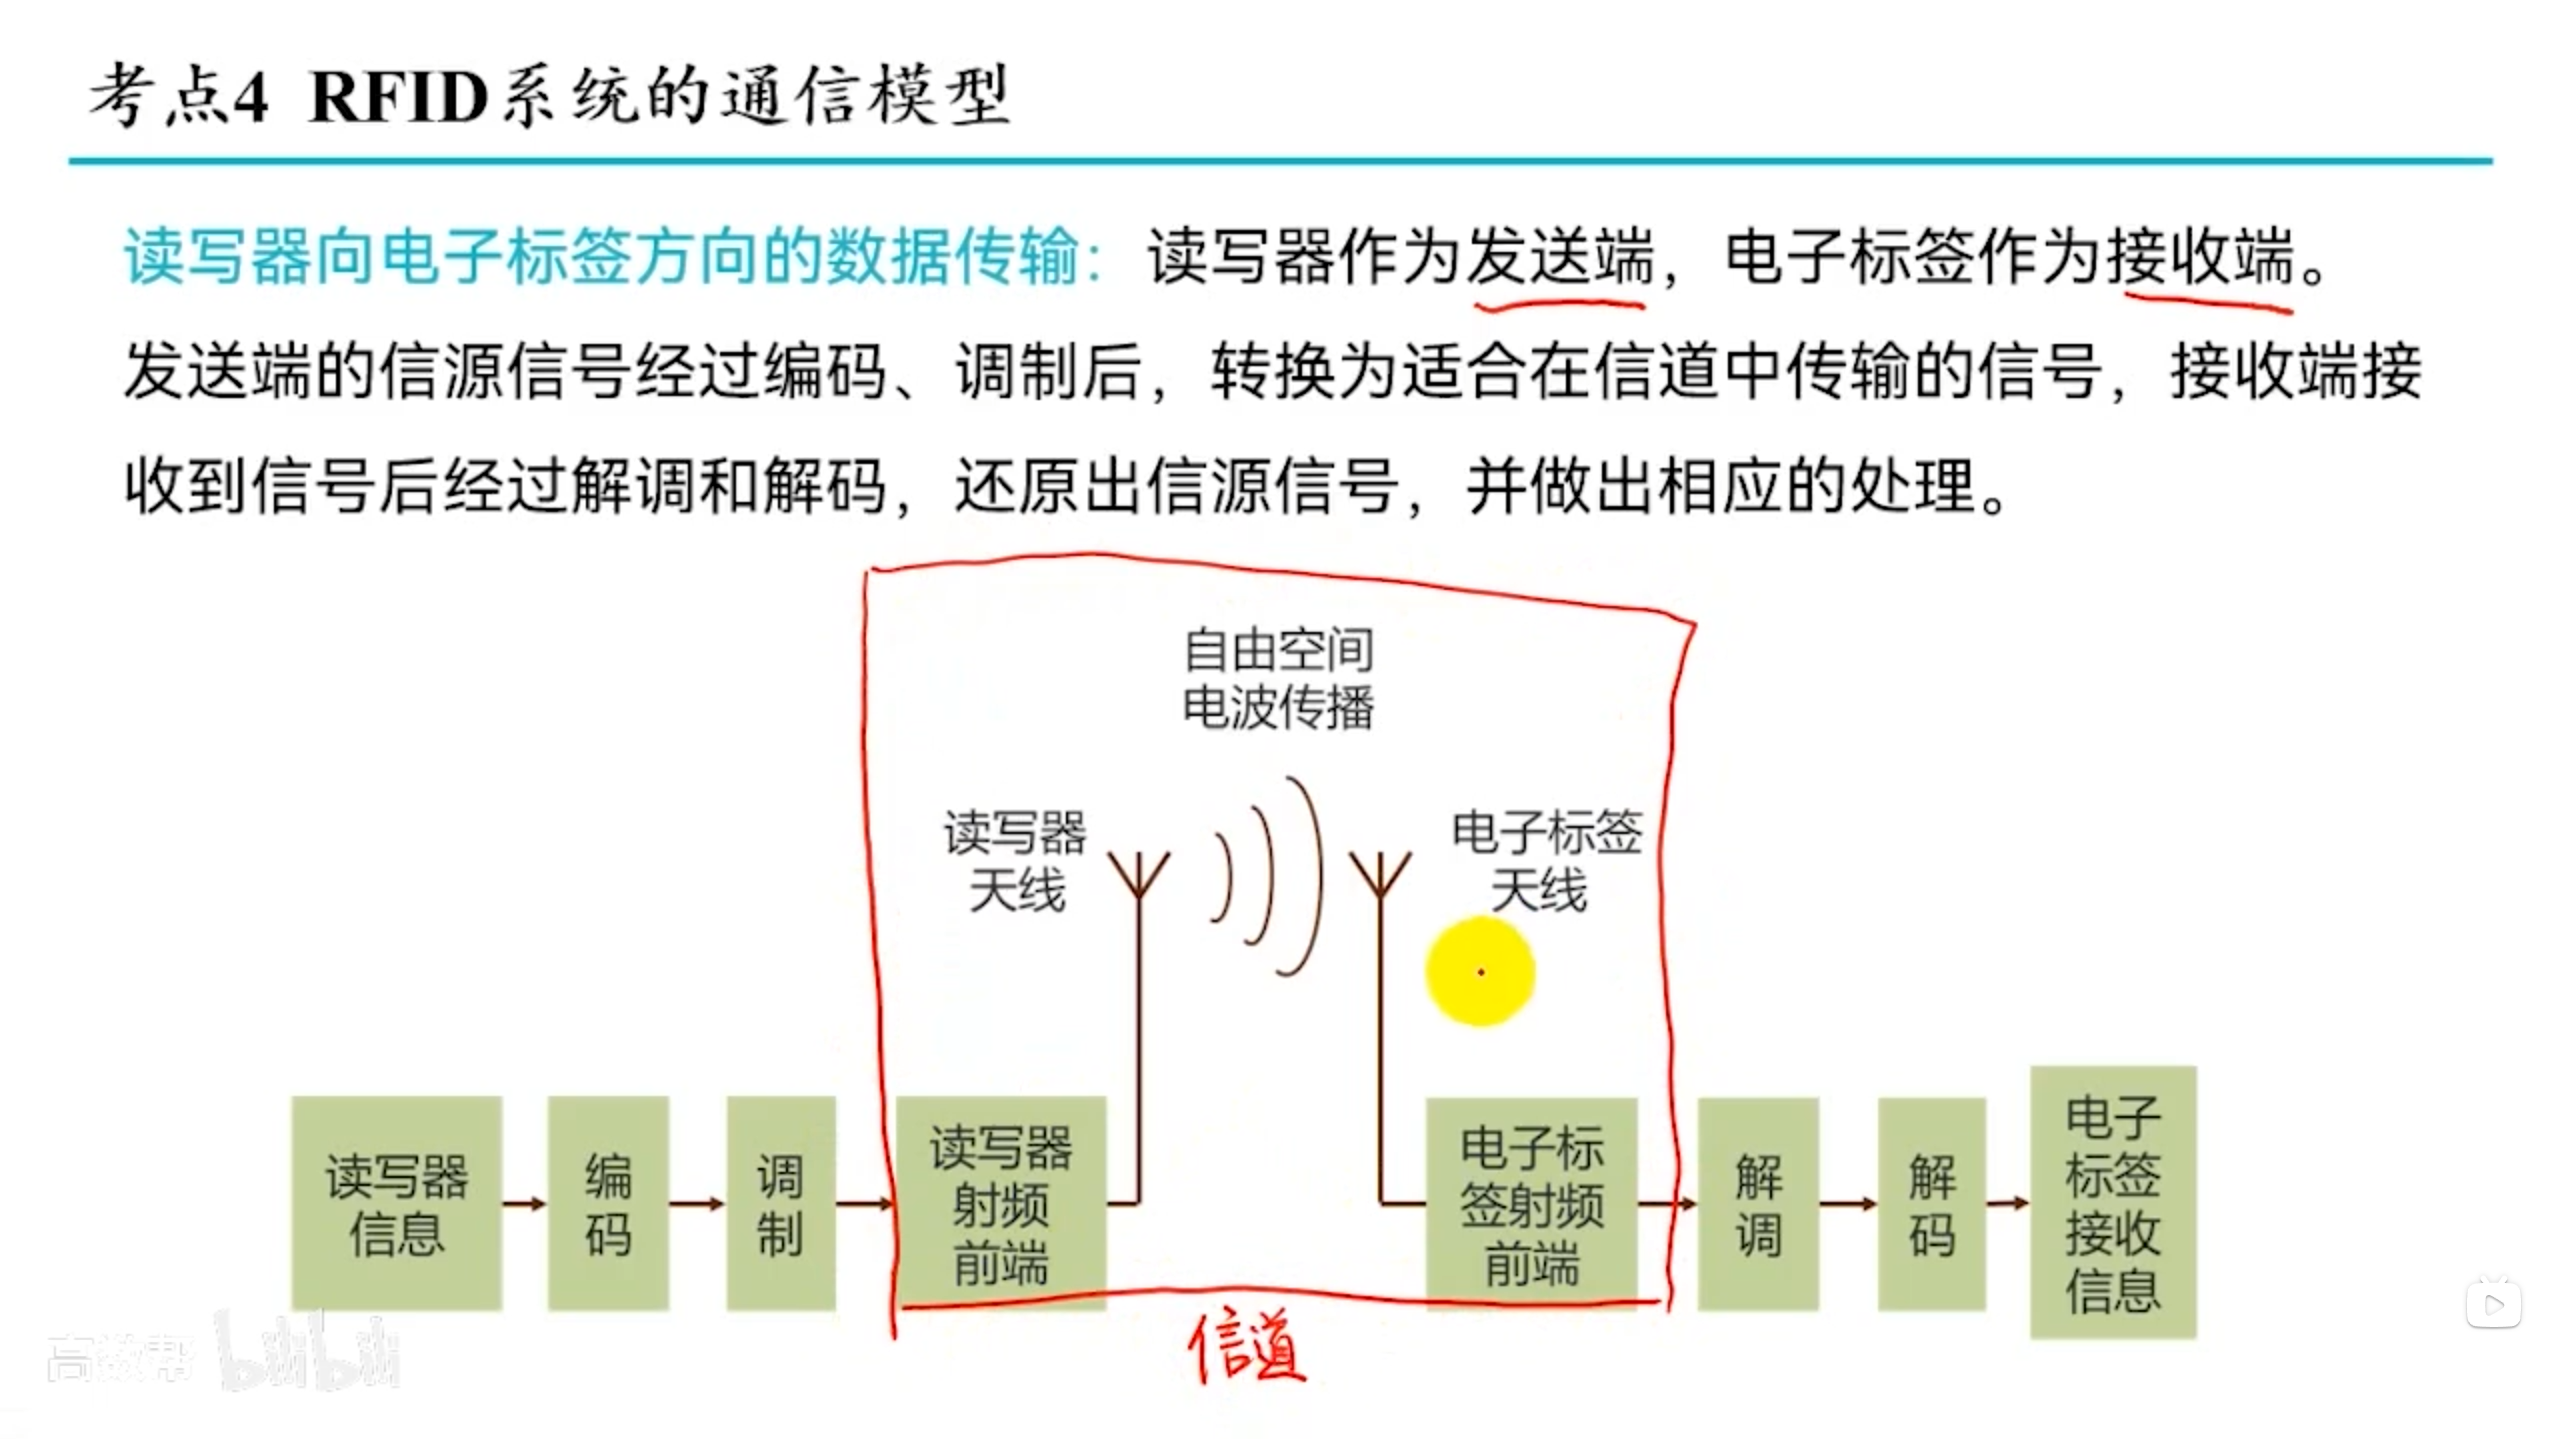 考点4 RFID系统的通信模型
读写器向电子标签方向的数据传输：读写器作为发送端，电子标签作为接收端。
发送端的信源信号经过编码、调制后，转换为适合在信道中传输的信号，接收端接
收到信号后经过解调和解码，还原出信源信号，并做出相应的处理。
自由空间
电波传播
读写器
天线
电子标签
天线
读写器
信息
编
码
调
制
读写器
射频
前端
电子标
签射频
前端
解
调
解
码
电子
标签
接收
信息
信道
高数帮 bilibili